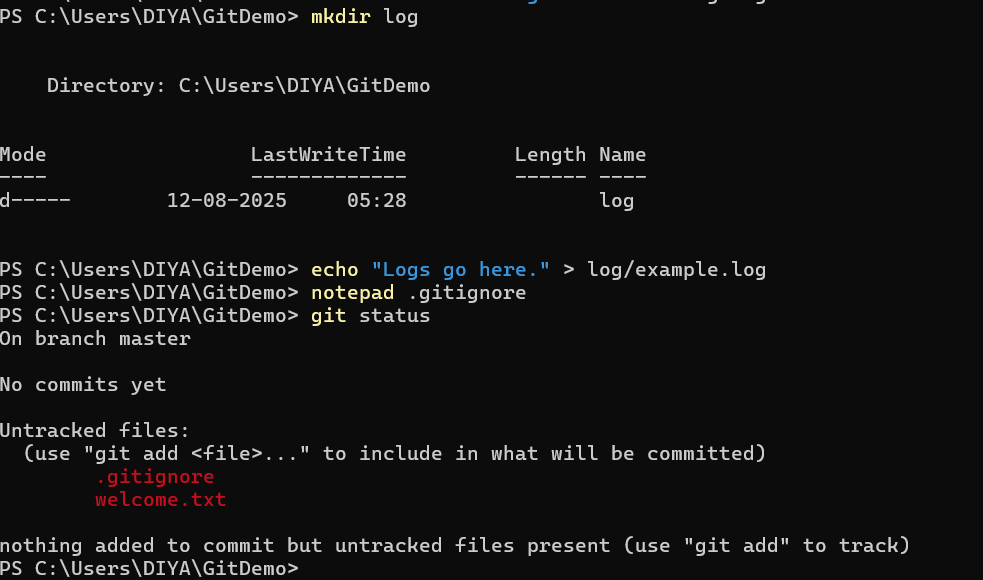 PS C:\Users\DIYA\GitDemo> mkdir log
Directory: C:\Users\DIYA\GitDemo
Mode                 LastWriteTime         Length Name
----                 -------------         ------ ----
d-----        12-08-2025     05:28                log
PS C:\Users\DIYA\GitDemo> echo "Logs go here." > log/example.log
PS C:\Users\DIYA\GitDemo> notepad .gitignore
PS C:\Users\DIYA\GitDemo> git status
On branch master
No commits yet
Untracked files:
(use "git add <file>..." to include in what will be committed)
.gitignore
welcome.txt
nothing added to commit but untracked files present (use "git add" to track)
PS C:\Users\DIYA\GitDemo>